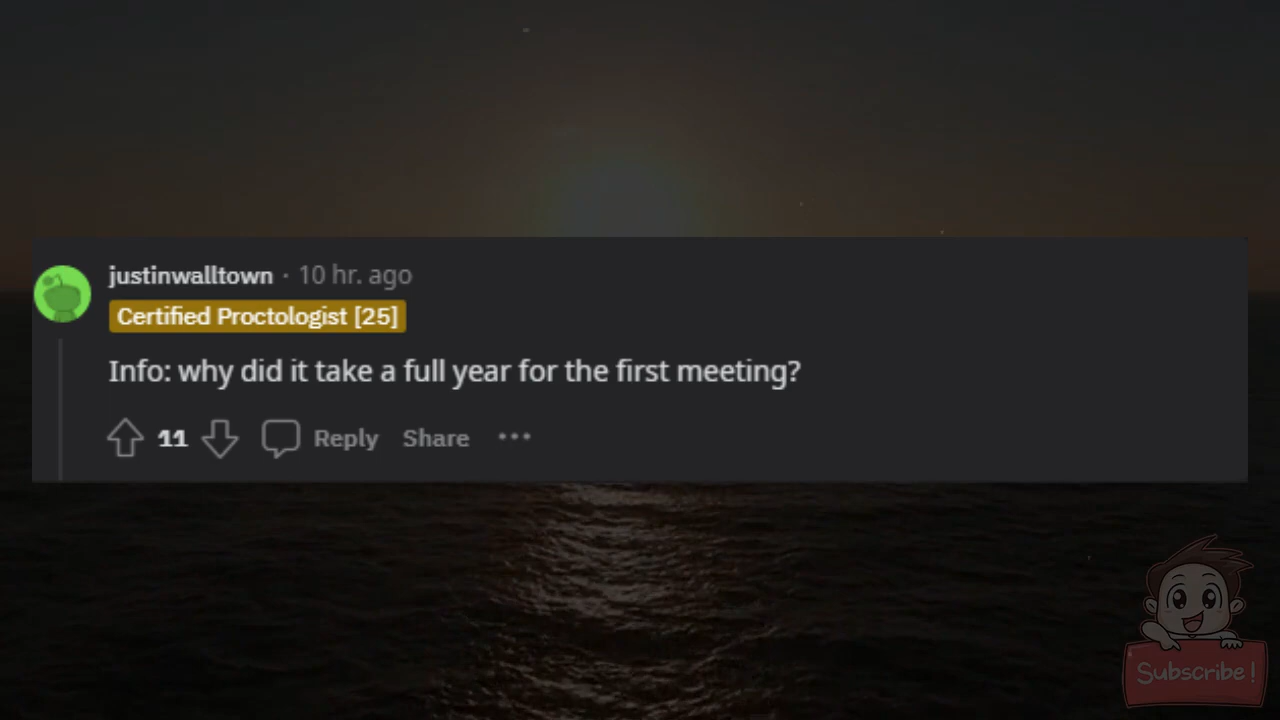 justinwalltown · 10 hr. ago
Certified Proctologist [25]
Info: why did it take a full year for the first meeting?
11 Reply Share ···
Subscribe!